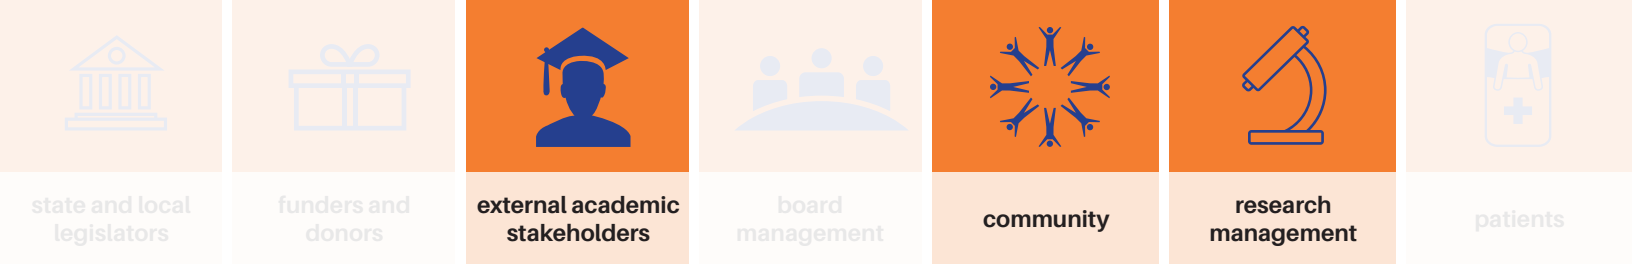 state and local
legislators
funders and
donors
external academic
stakeholders
board
management
community
research
management
patients